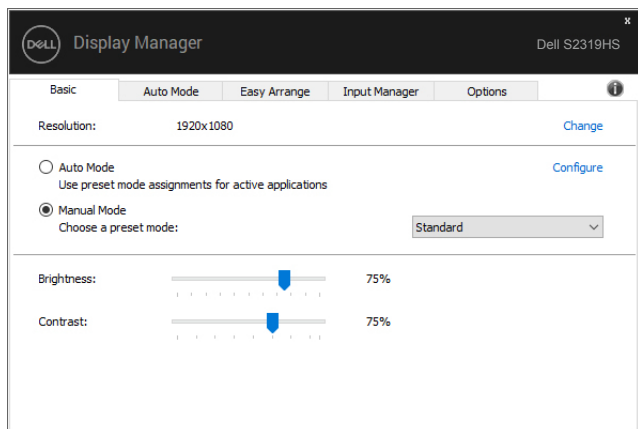 DELL Display Manager
x
Dell S2319HS
Basic Auto Mode Easy Arrange Input Manager Options i
Resolution: 1920x1080 Change
Auto Mode Configure
Use preset mode assignments for active applications
Manual Mode
Choose a preset mode: Standard
Brightness: 75%
Contrast: 75%